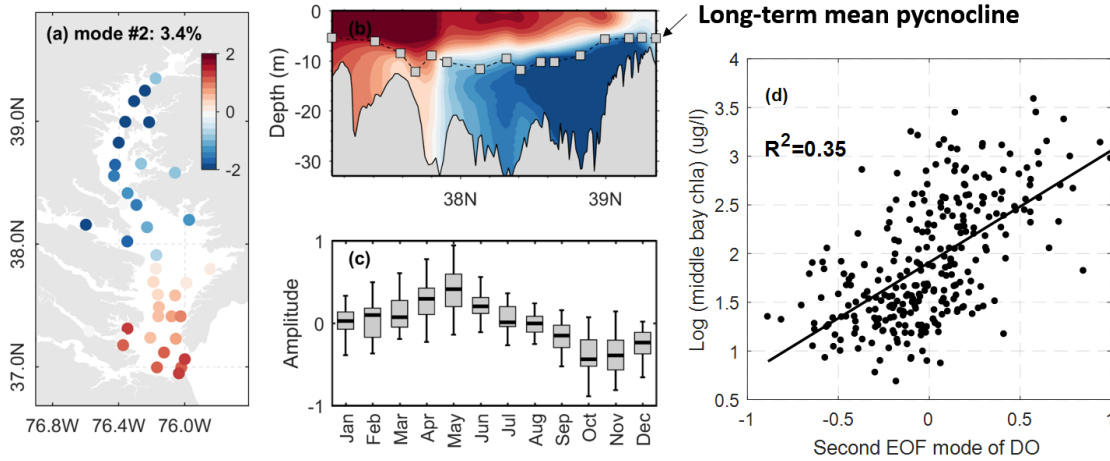 (a) mode #2: 3.4%
2
1
0
-1
-2
39.0N
38.0N
37.0N
76.8W 76.4W 76.0W
(b)
Long-term mean pycnocline
Depth (m)
0
-10
-20
-30
38N 39N
(c)
Amplitude
1
0
-1
Jan Feb Mar Apr May Jun Jul Aug Sep Oct Nov Dec
(d)
R²=0.35
Log (middle bay chla) (ug/l)
4
3.5
3
2.5
2
1.5
1
0.5
-1 -0.5 0 0.5 1
Second EOF mode of DO